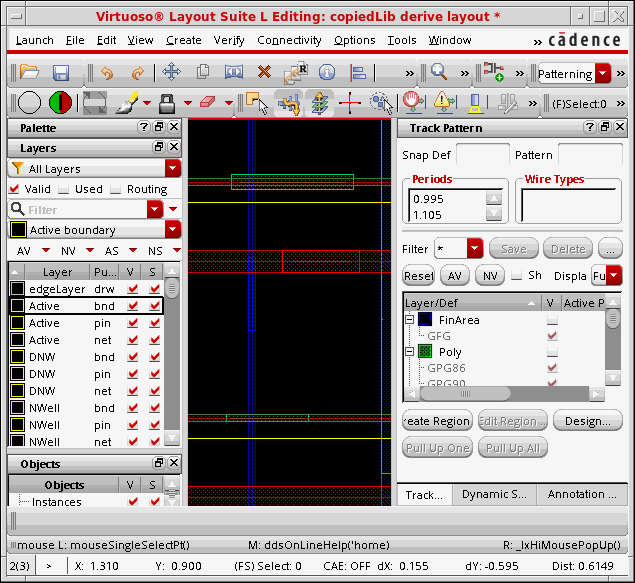 Virtuoso® Layout Suite L Editing: copiedLib derive layout *
Launch File Edit View Create Verify Connectivity Options Tools Window » cādence
» » » Patterning »
» (F)Select:0 »
Palette ?
Layers
All Layers
Valid Used Routing
Filter
Active boundary
AV NV AS NS
Layer Pu... V S
edgeLayer drw
Active bnd
Active pin
Active net
DNW bnd
DNW pin
DNW net
NWell bnd
NWell pin
NWell net
Objects
Objects V S
Instances
Track Pattern ?
Snap Def Pattern
Periods Wire Types
0.995
1.105
Filter * Save Delete ...
Reset AV NV Sh Displa Fu
Layer/Def V Active P
FinArea
GFG
Poly
GPG86
GPG90
reate Region Edit Region... Design...
Pull Up One Pull Up All
Track... Dynamic S... Annotation ...
mouse L: mouseSingleSelectPt() M: ddsOnLineHelp('home) R: _lxHiMousePopUp()
2(3) > X: 1.310 Y: 0.900 (FS) Select: 0 CAE: OFF dX: 0.155 dY: -0.595 Dist: 0.6149